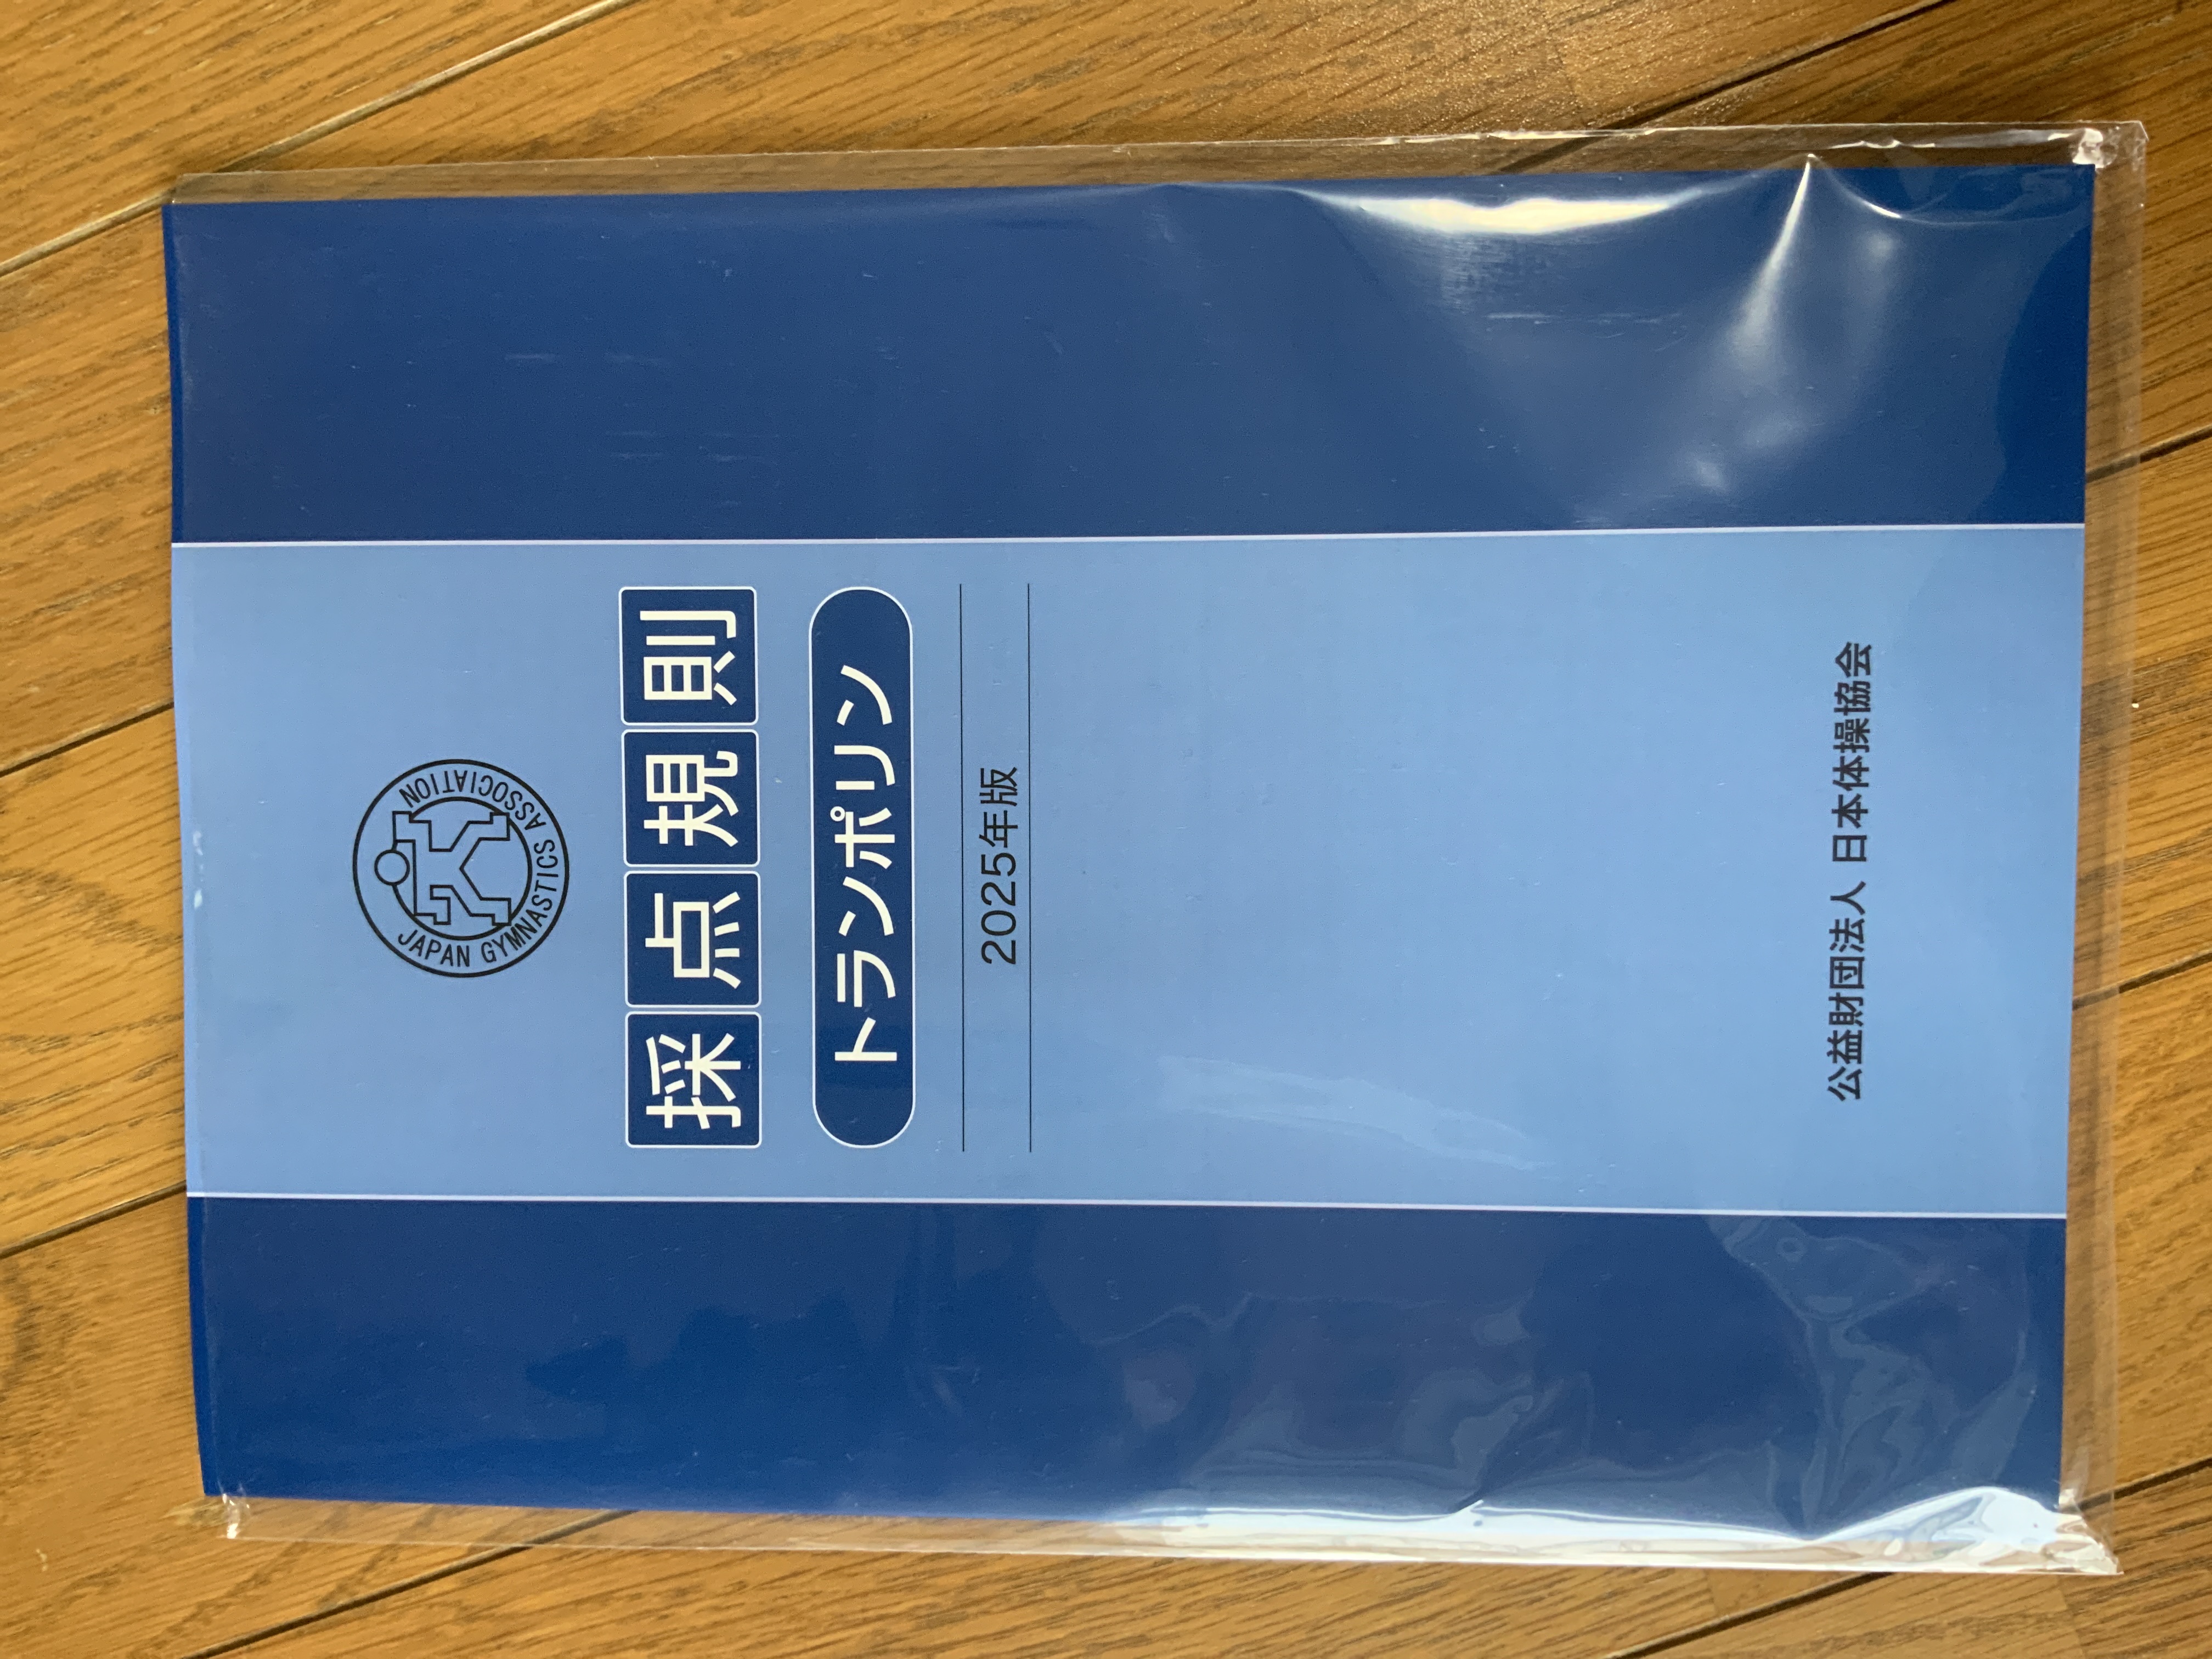 JAPAN GYMNASTICS ASSOCIATION
採点規則
トランポリン
2025年版
公益財団法人 日本体操協会